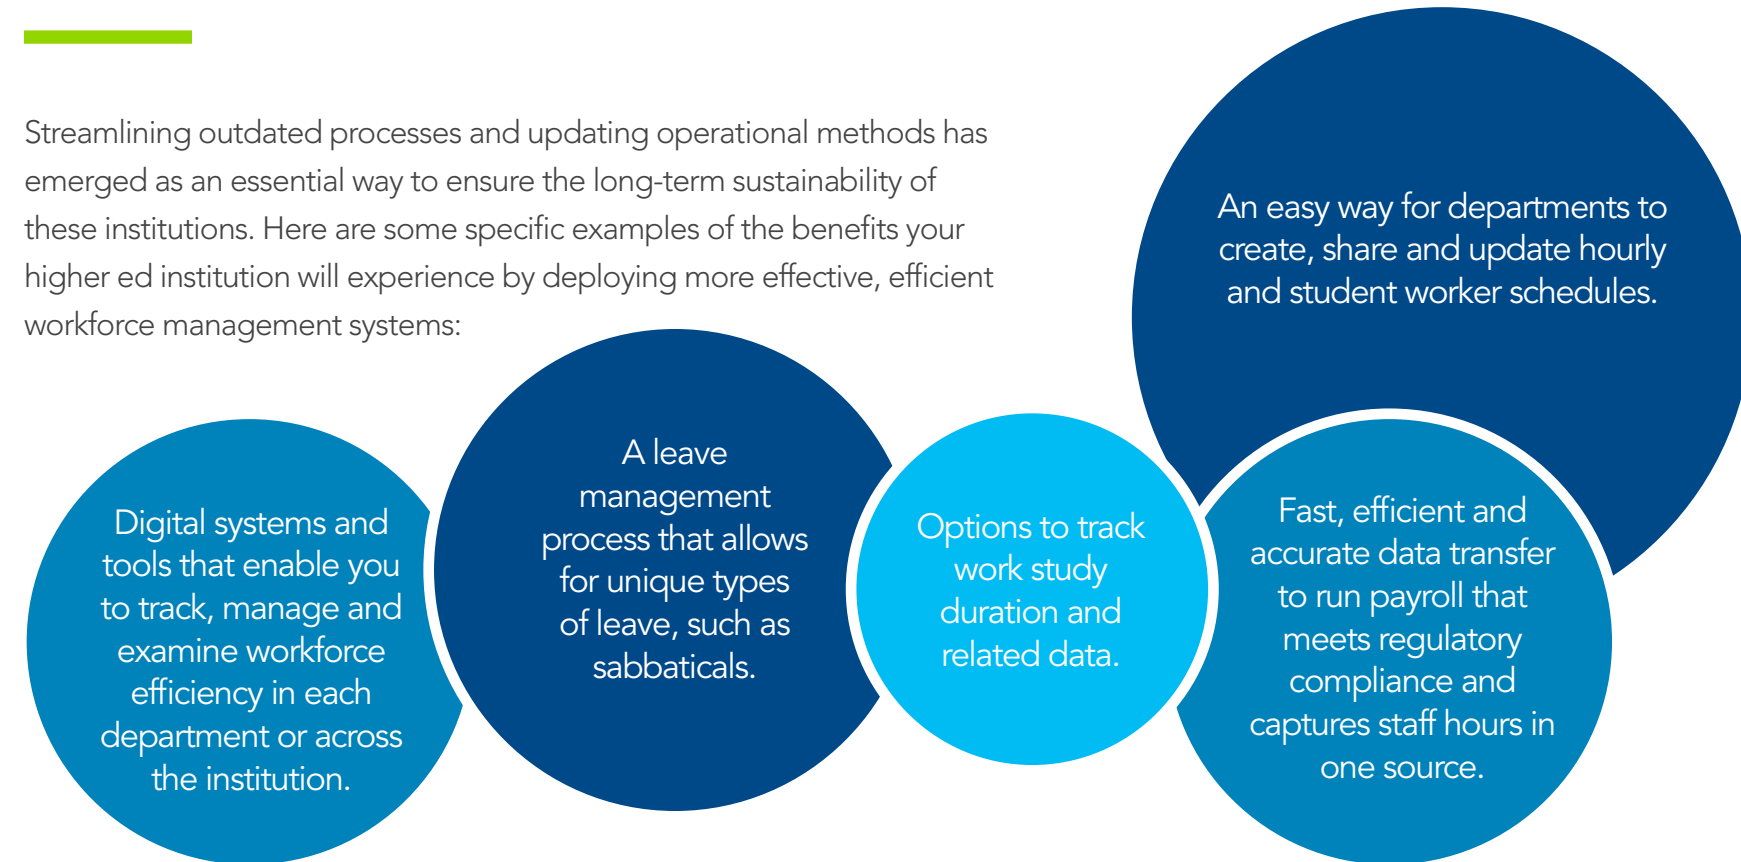 Streamlining outdated processes and updating operational methods has
emerged as an essential way to ensure the long-term sustainability of
these institutions. Here are some specific examples of the benefits your
higher ed institution will experience by deploying more effective, efficient
workforce management systems:
Digital systems and
tools that enable you
to track, manage and
examine workforce
efficiency in each
department or across
the institution.
A leave
management
process that allows
for unique types
of leave, such as
sabbaticals.
Options to track
work study
duration and
related data.
An easy way for departments to
create, share and update hourly
and student worker schedules.
Fast, efficient and
accurate data transfer
to run payroll that
meets regulatory
compliance and
captures staff hours in
one source.